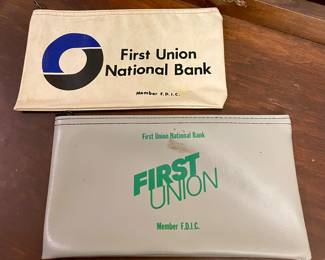 First Union
National Bank
Member F.D.I.C.
First Union National Bank
FIRST
UNION
Member F.D.I.C.